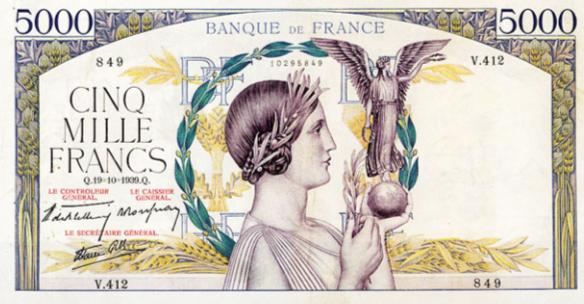 5000 BANQUE DE FRANCE 5000
849 10295849 V.412
CINQ
MILLE
FRANCS
Q.19-10=1939.Q.
LE CONTROLEUR GÉNÉRAL. LE CAISSIER GÉNÉRAL.
LE SECRÉTAIRE GÉNÉRAL.
V.412 849